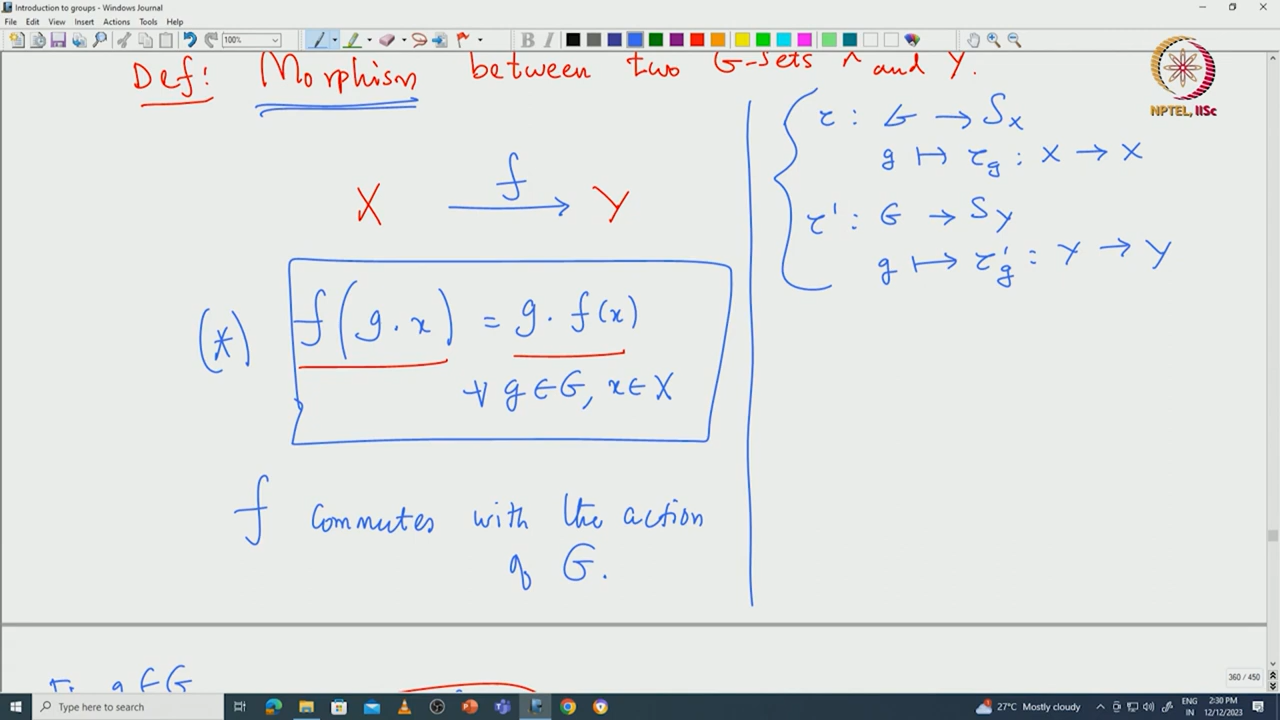 Introduction to groups - Windows Journal
File Edit View Insert Actions Tools Help
100%
B I
Def: Morphism between two G-sets X and Y.
NPTEL, IISc
X f→ Y
(*) f(g·x) = g·f(x)
∀ g∈G, x∈X
f commutes with the action
of G.
τ : G → S_X
g ↦ τ_g : X → X
τ' : G → S_Y
g ↦ τ'_g : Y → Y
g ∈ G
360 / 450
Type here to search
27°C Mostly cloudy
ENG
IN
2:30 PM
12/12/2023